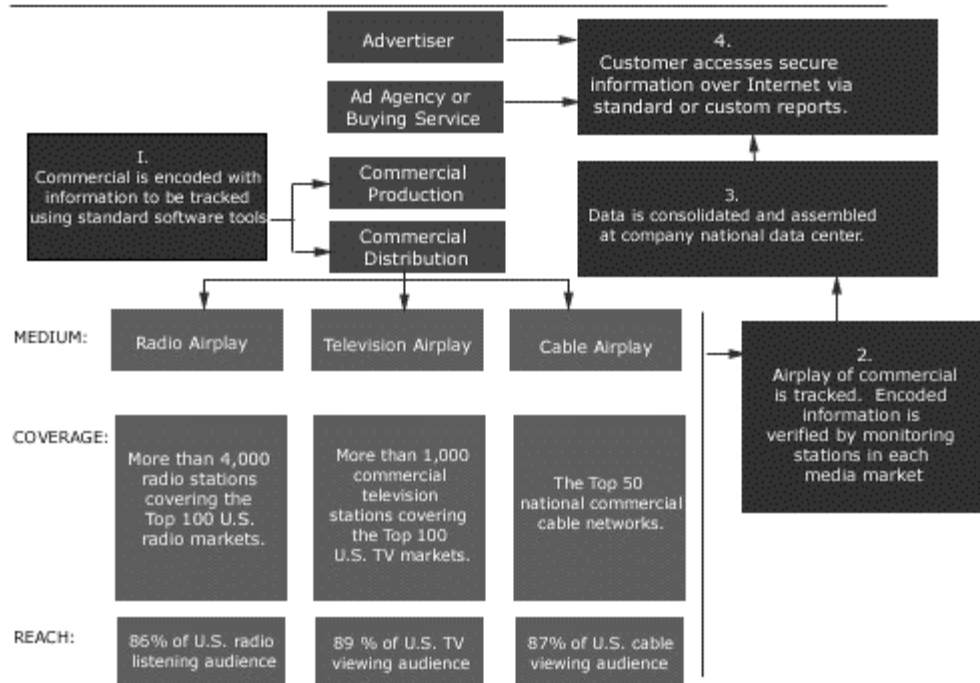 Advertiser
Ad Agency or
Buying Service
4.
Customer accesses secure
information over Internet via
standard or custom reports.
I.
Commercial is encoded with
information to be tracked
using standard software tools
Commercial
Production
Commercial
Distribution
3.
Data is consolidated and assembled
at company national data center.
MEDIUM:
Radio Airplay
Television Airplay
Cable Airplay
2.
Airplay of commercial
is tracked. Encoded
information is
verified by monitoring
stations in each
media market
COVERAGE:
More than 4,000
radio stations
covering the
Top 100 U.S.
radio markets.
More than 1,000
commercial
television
stations covering
the Top 100
U.S. TV markets.
The Top 50
national commercial
cable networks.
REACH:
86% of U.S. radio
listening audience
89 % of U.S. TV
viewing audience
87% of U.S. cable
viewing audience